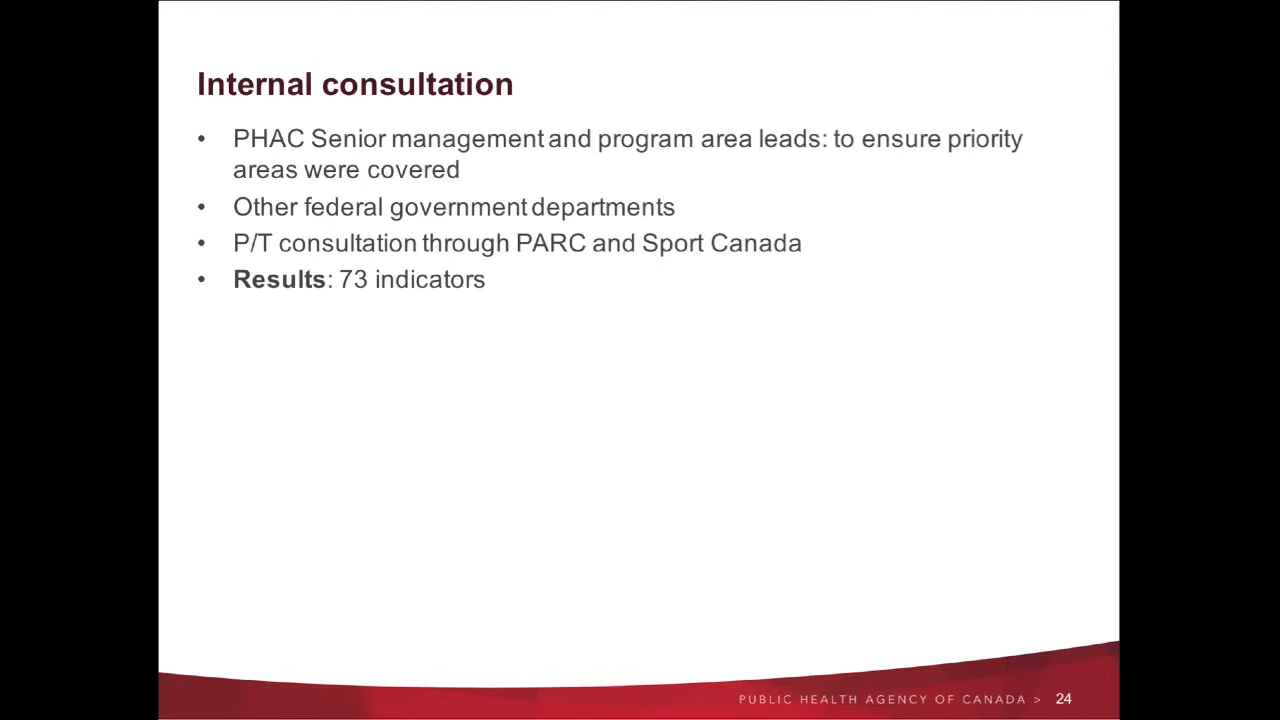 Internal consultation
• PHAC Senior management and program area leads: to ensure priority
areas were covered
• Other federal government departments
• P/T consultation through PARC and Sport Canada
• Results: 73 indicators
PUBLIC HEALTH AGENCY OF CANADA > 24